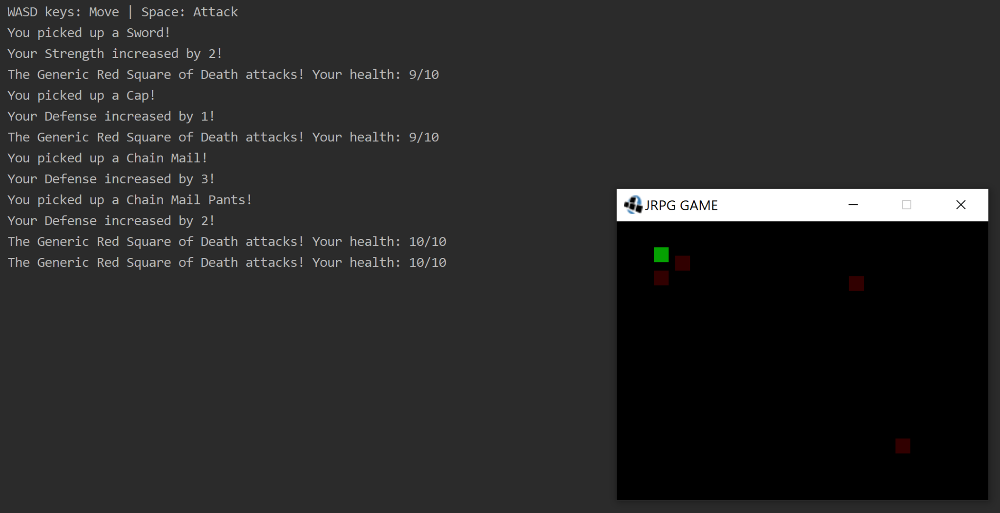 WASD keys: Move | Space: Attack
You picked up a Sword!
Your Strength increased by 2!
The Generic Red Square of Death attacks! Your health: 9/10
You picked up a Cap!
Your Defense increased by 1!
The Generic Red Square of Death attacks! Your health: 9/10
You picked up a Chain Mail!
Your Defense increased by 3!
You picked up a Chain Mail Pants!
Your Defense increased by 2!
The Generic Red Square of Death attacks! Your health: 10/10
The Generic Red Square of Death attacks! Your health: 10/10
JRPG GAME